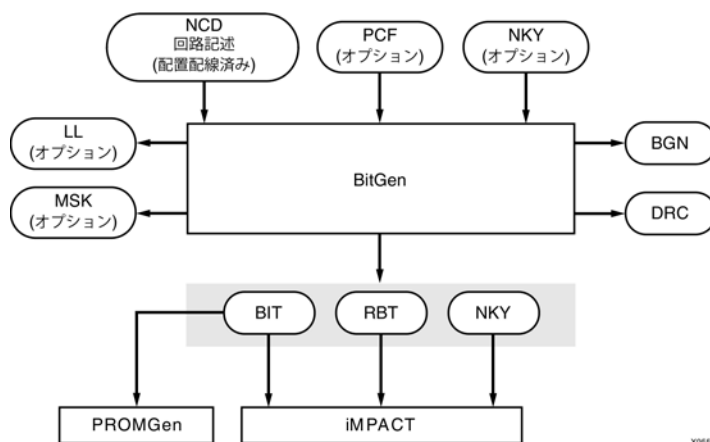 NCD
回路記述
(配置配線済み)
PCF
(オプション)
NKY
(オプション)
LL
(オプション)
MSK
(オプション)
BitGen
BGN
DRC
BIT
RBT
NKY
PROMGen
iMPACT